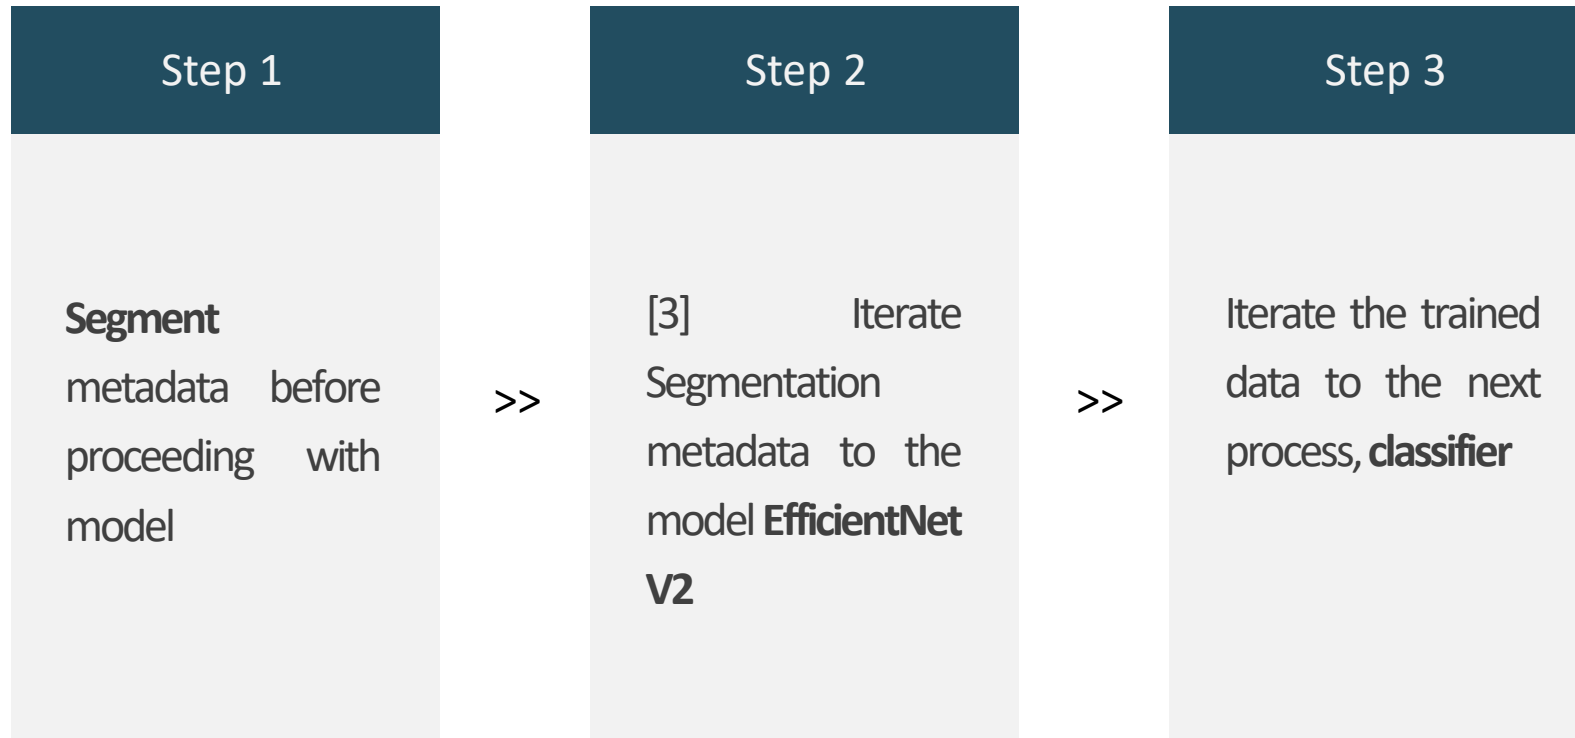 Step 1
Segment
metadata before
proceeding with
model
>>
Step 2
[3] Iterate
Segmentation
metadata to the
model EfficientNet
V2
>>
Step 3
Iterate the trained
data to the next
process, classifier